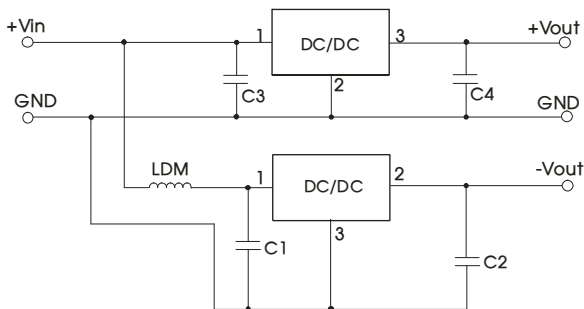 +Vin
1
DC/DC
3
+Vout
2
C3
C4
GND
GND
LDM
1
DC/DC
2
-Vout
3
C1
C2